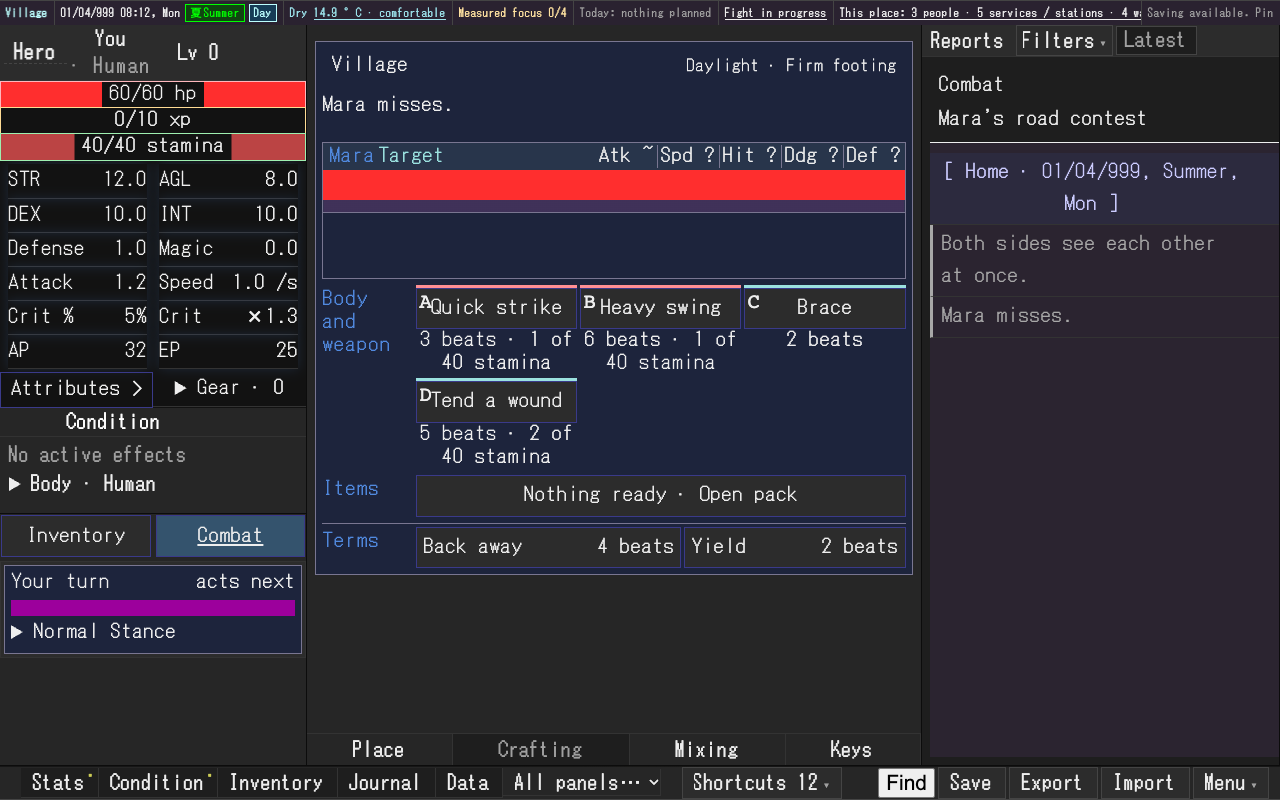 Village 01/04/999 08:12, Mon 夏Summer Day Dry 14.9 ° C · comfortable Measured focus 0/4 Today: nothing planned Fight in progress This place: 3 people · 5 services / stations · 4 Saving available. Pin
Hero · You Human Lv 0
60/60 hp
0/10 xp
40/40 stamina
STR 12.0 AGL 8.0
DEX 10.0 INT 10.0
Defense 1.0 Magic 0.0
Attack 1.2 Speed 1.0 /s
Crit % 5% Crit ×1.3
AP 32 EP 25
Attributes > ▶ Gear · 0
Condition
No active effects
▶ Body · Human
Inventory Combat
Your turn acts next
▶ Normal Stance
Village Daylight · Firm footing
Mara misses.
Mara Target Atk ~ Spd ? Hit ? Ddg ? Def ?
Body and weapon
A Quick strike B Heavy swing C Brace
3 beats · 1 of 40 stamina 6 beats · 1 of 40 stamina 2 beats
D Tend a wound
5 beats · 2 of
40 stamina
Items Nothing ready · Open pack
Terms Back away 4 beats Yield 2 beats
Place Crafting Mixing Keys
Reports Filters ▾ Latest
Combat
Mara's road contest
[ Home · 01/04/999, Summer,
Mon ]
Both sides see each other
at once.
Mara misses.
Stats Condition Inventory Journal Data All panels… Shortcuts 12 ▾ Find Save Export Import Menu ▾